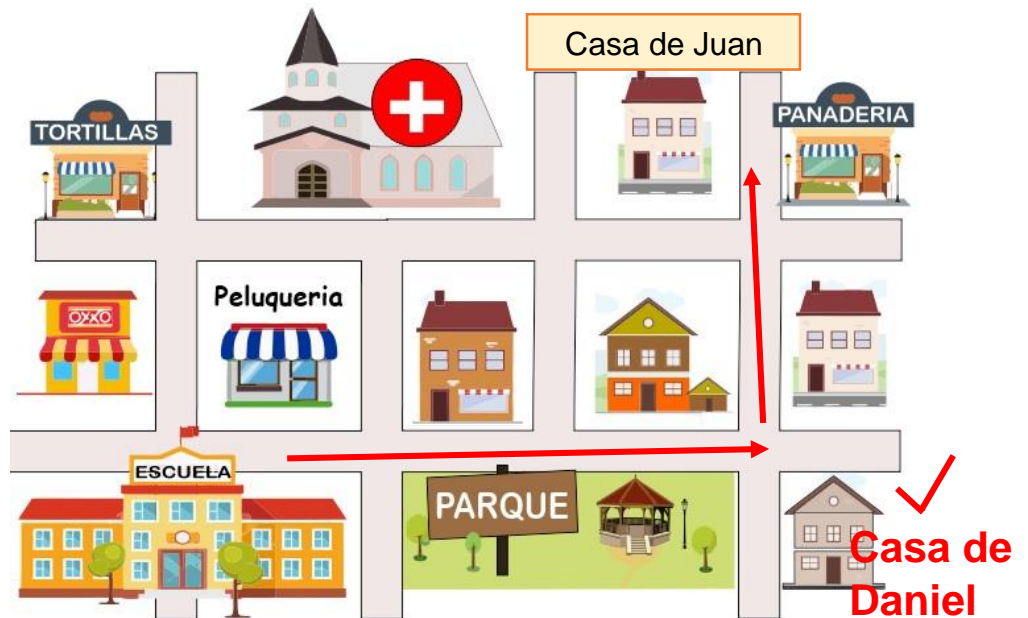 Casa de Juan
TORTILLAS
PANADERIA
OXXO
Peluqueria
ESCUELA
PARQUE
Casa de
Daniel